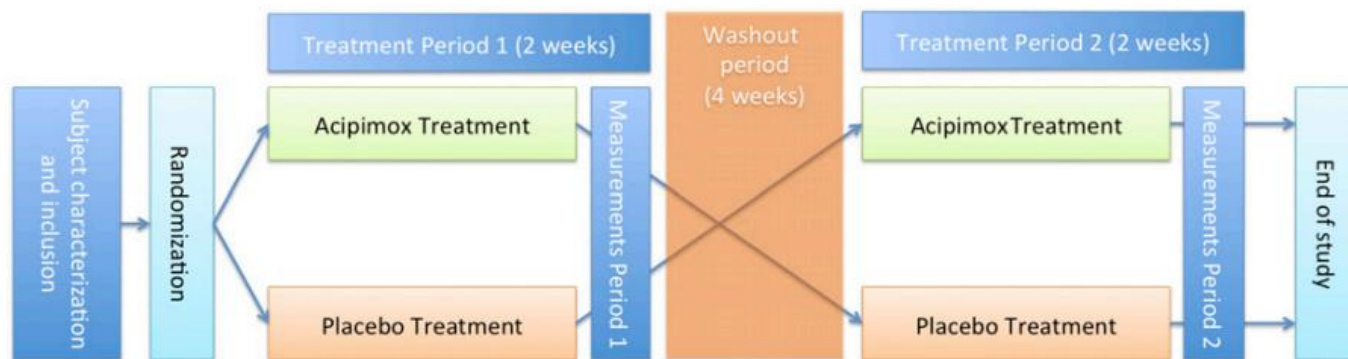 Subject characterization
and inclusion
Randomization
Treatment Period 1 (2 weeks)
Acipimox Treatment
Placebo Treatment
Measurements Period 1
Washout
period
(4 weeks)
Treatment Period 2 (2 weeks)
AcipimoxTreatment
Placebo Treatment
Measurements Period 2
End of study